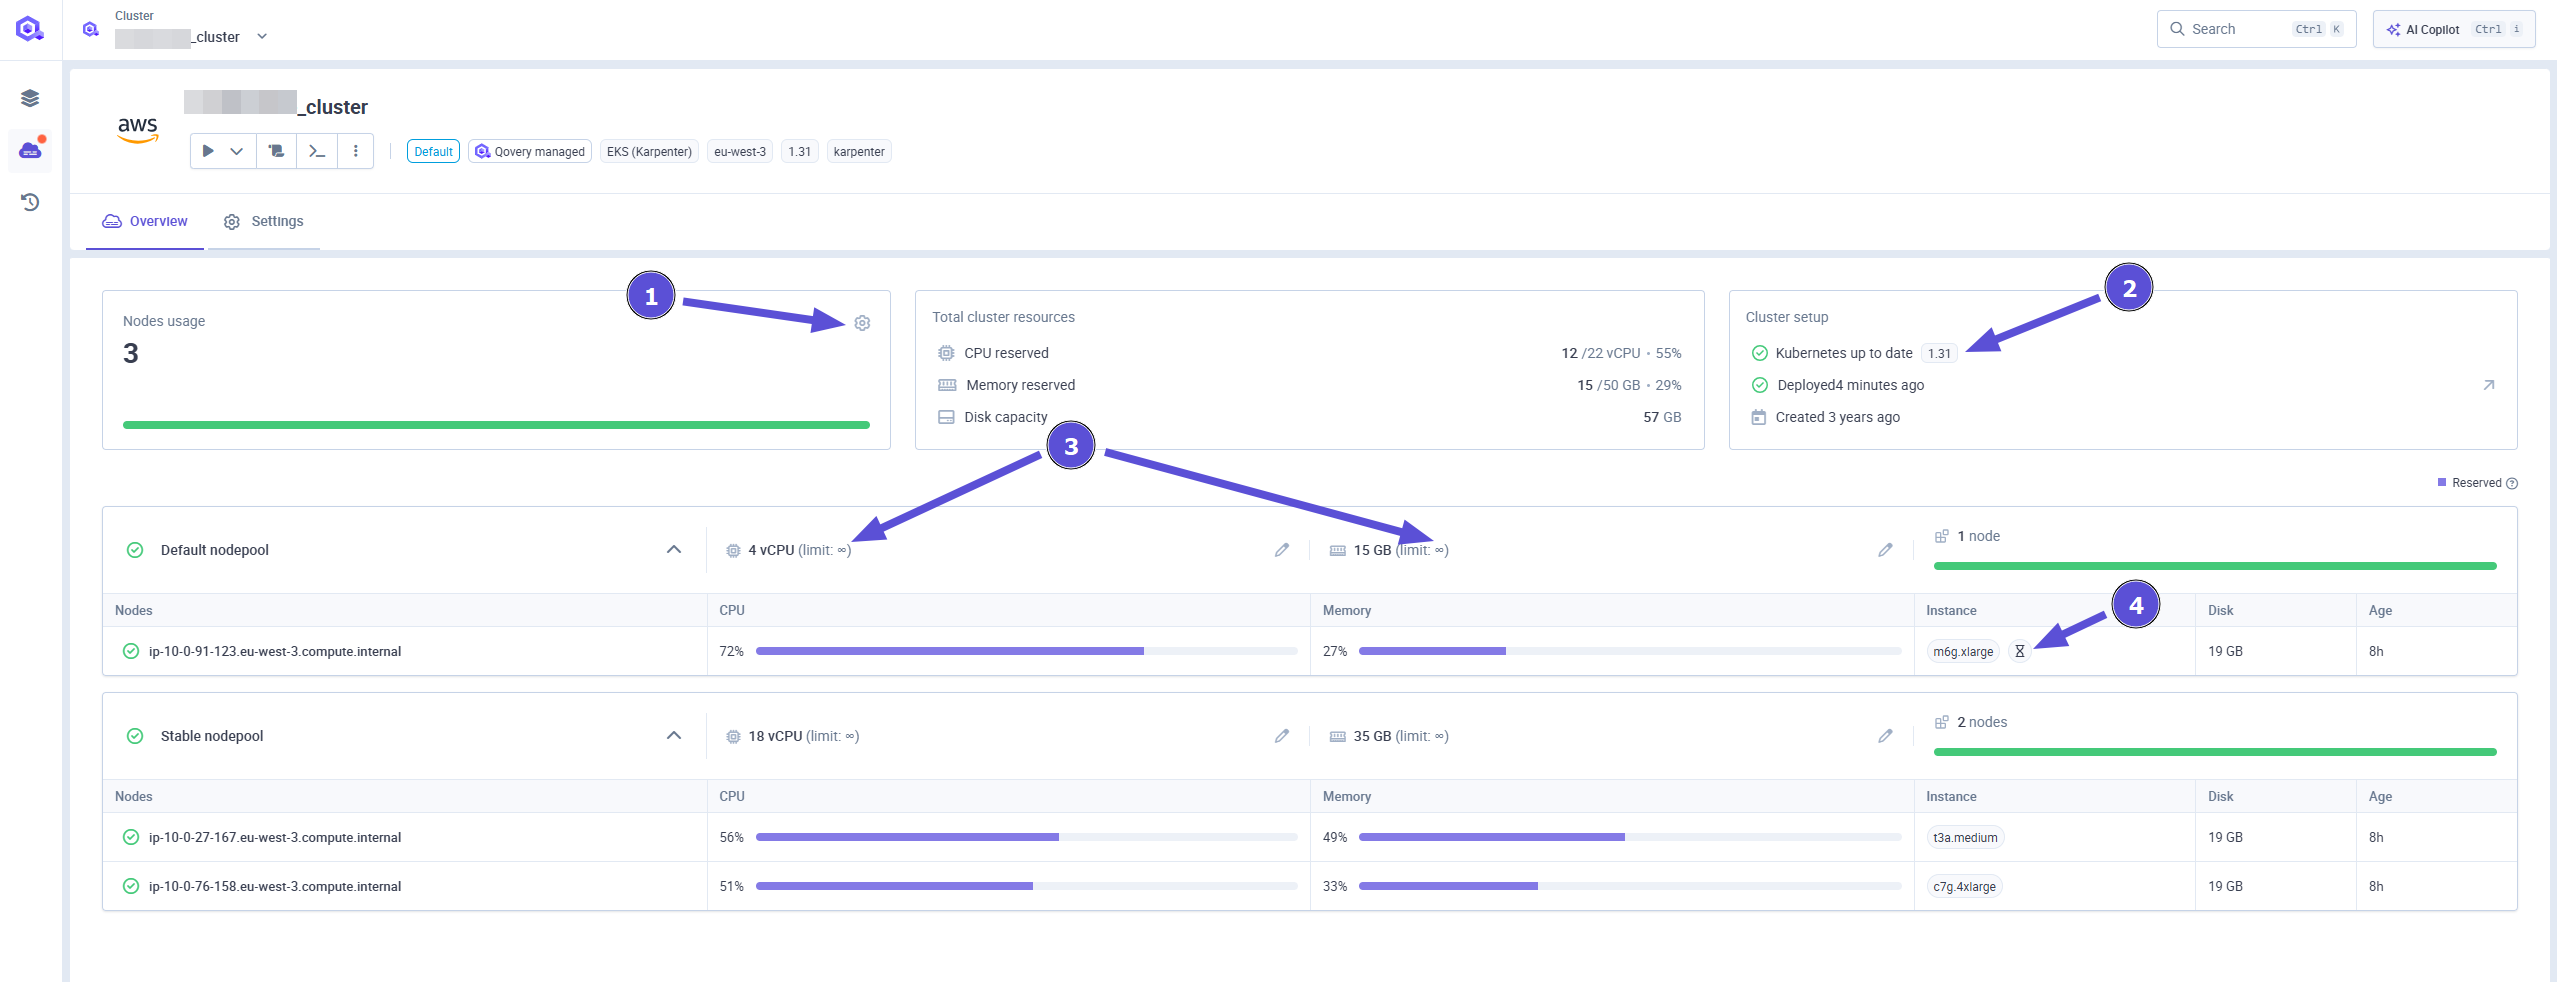 Cluster
_cluster
Search Ctrl K
AI Copilot Ctrl i
aws
_cluster
Default
Qovery managed
EKS (Karpenter)
eu-west-3
1.31
karpenter
Overview
Settings
1
2
Nodes usage
3
Total cluster resources
CPU reserved 12 /22 vCPU • 55%
Memory reserved 15 /50 GB • 29%
Disk capacity 57 GB
Cluster setup
Kubernetes up to date 1.31
Deployed4 minutes ago
Created 3 years ago
3
Reserved ?
Default nodepool 4 vCPU (limit: ∞) 15 GB (limit: ∞) 1 node
4
Nodes CPU Memory Instance Disk Age
ip-10-0-91-123.eu-west-3.compute.internal 72% 27% m6g.xlarge 19 GB 8h
Stable nodepool 18 vCPU (limit: ∞) 35 GB (limit: ∞) 2 nodes
Nodes CPU Memory Instance Disk Age
ip-10-0-27-167.eu-west-3.compute.internal 56% 49% t3a.medium 19 GB 8h
ip-10-0-76-158.eu-west-3.compute.internal 51% 33% c7g.4xlarge 19 GB 8h